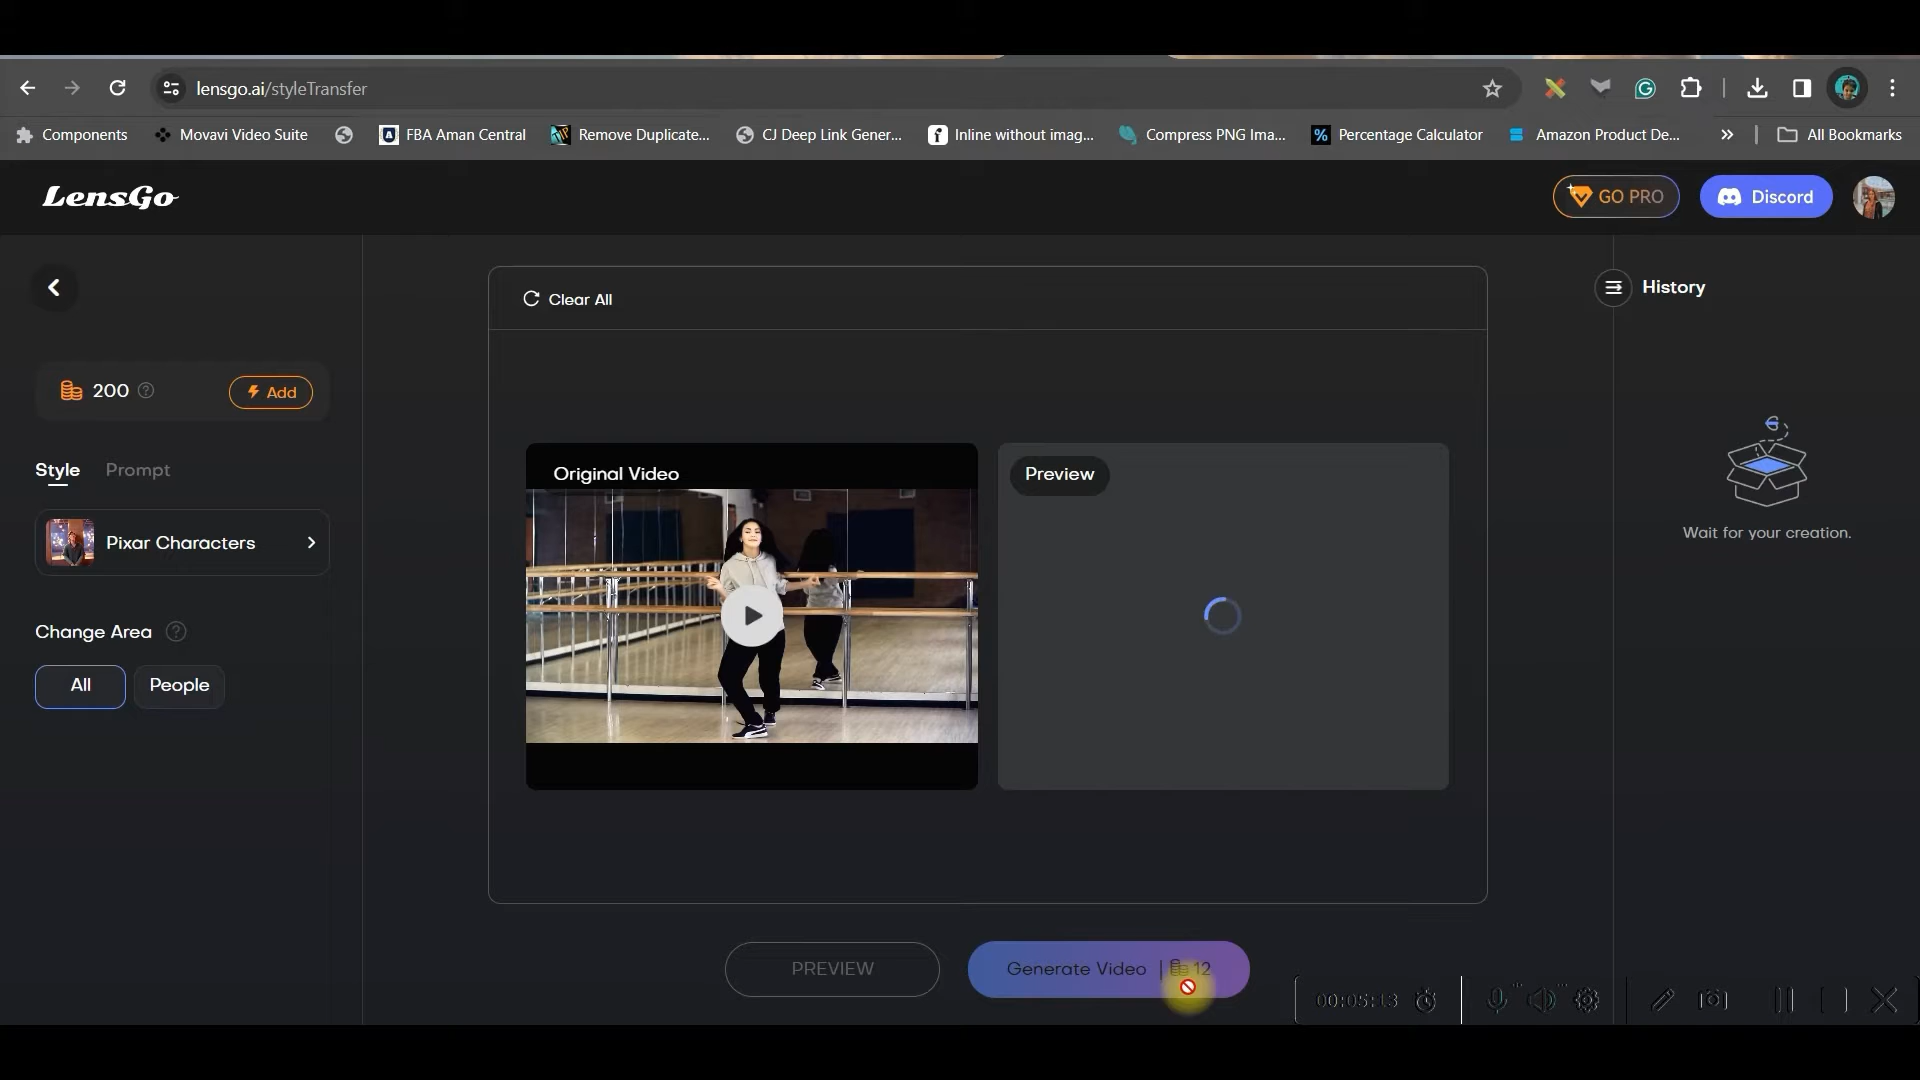 lensgo.ai/styleTransfer
Components
Movavi Video Suite
FBA Aman Central
Remove Duplicate...
CJ Deep Link Gener...
Inline without imag...
Compress PNG Ima...
Percentage Calculator
Amazon Product De...
All Bookmarks
LensGo
GO PRO
Discord
Clear All
History
200
Add
Style
Prompt
Original Video
Preview
Pixar Characters
Wait for your creation.
Change Area
All
People
PREVIEW
Generate Video | 12
00:05:13